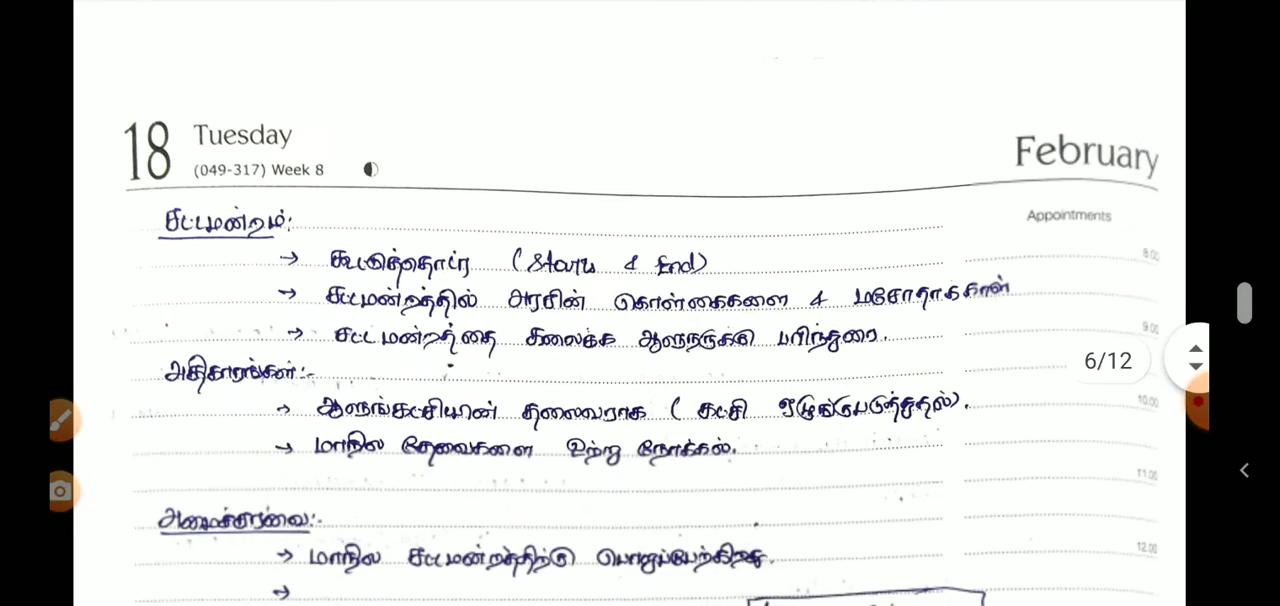 18 Tuesday
(049-317) Week 8
February
Appointments
சட்டமன்றம்:
→ கூட்டத்தொடர் (Start & End)
8.00
→ சட்டமன்றத்தில் அரசின் கொள்கைகளை & மசோதாக்கள்
→ சட்டமன்றத்தை கலைக்க ஆளுநருக்கு பரிந்துரை.
9.00
6/12
அதிகாரங்கள்:-
→ ஆளுங்கட்சியின் தலைவராக (கட்சி ஒழுங்குபடுத்துதல்).
10.00
→ மாநில தேவைகளை உற்று நோக்கல்.
11.00
அமைச்சரவை:-
12.00
→ மாநில சட்டமன்றத்திற்கு பொறுப்பேற்கிறது.
→